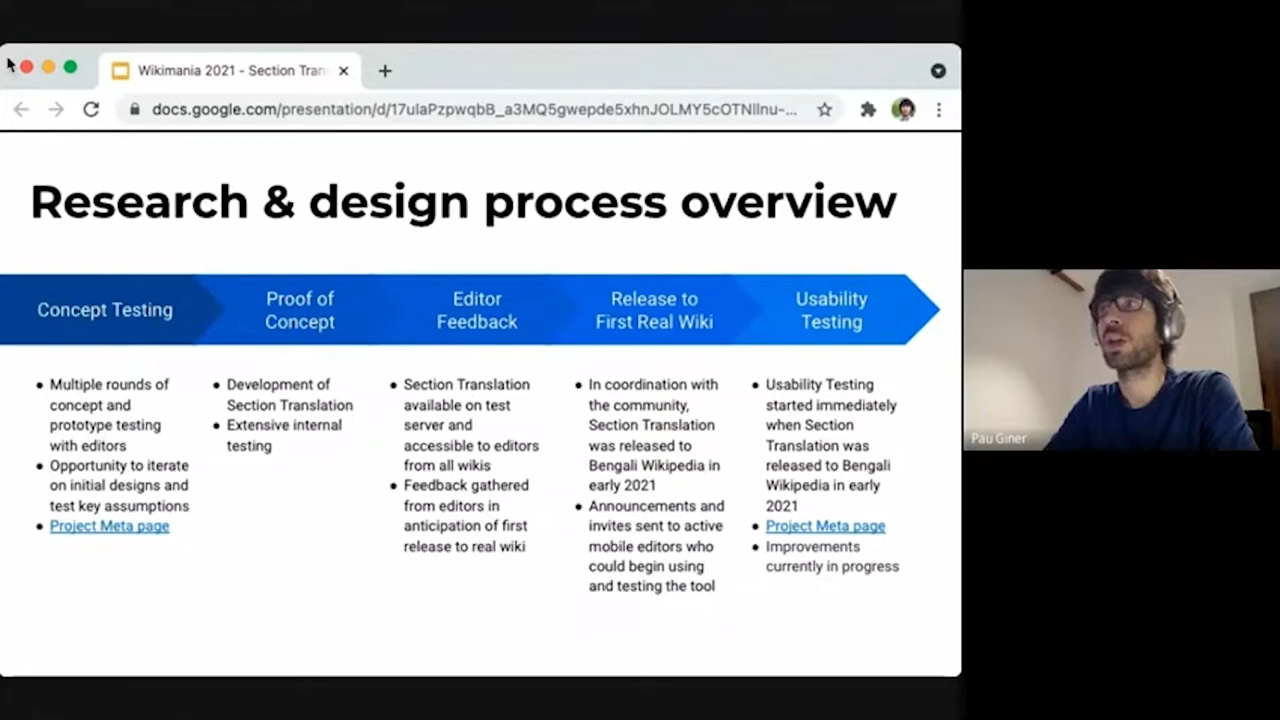 Wikimania 2021 - Section Tran
docs.google.com/presentation/d/17ulaPzpwqbB_a3MQ5gwepde5xhnJOLMY5cOTNllnu-...
Research & design process overview
Concept Testing
Proof of
Concept
Editor
Feedback
Release to
First Real Wiki
Usability
Testing
• Multiple rounds of
concept and
prototype testing
with editors
• Opportunity to iterate
on initial designs and
test key assumptions
• Project Meta page
• Development of
Section Translation
• Extensive internal
testing
• Section Translation
available on test
server and
accessible to editors
from all wikis
• Feedback gathered
from editors in
anticipation of first
release to real wiki
• In coordination with
the community,
Section Translation
was released to
Bengali Wikipedia in
early 2021
• Announcements and
invites sent to active
mobile editors who
could begin using
and testing the tool
• Usability Testing
started immediately
when Section
Translation was
released to Bengali
Wikipedia in early
2021
• Project Meta page
• Improvements
currently in progress
Pau Giner